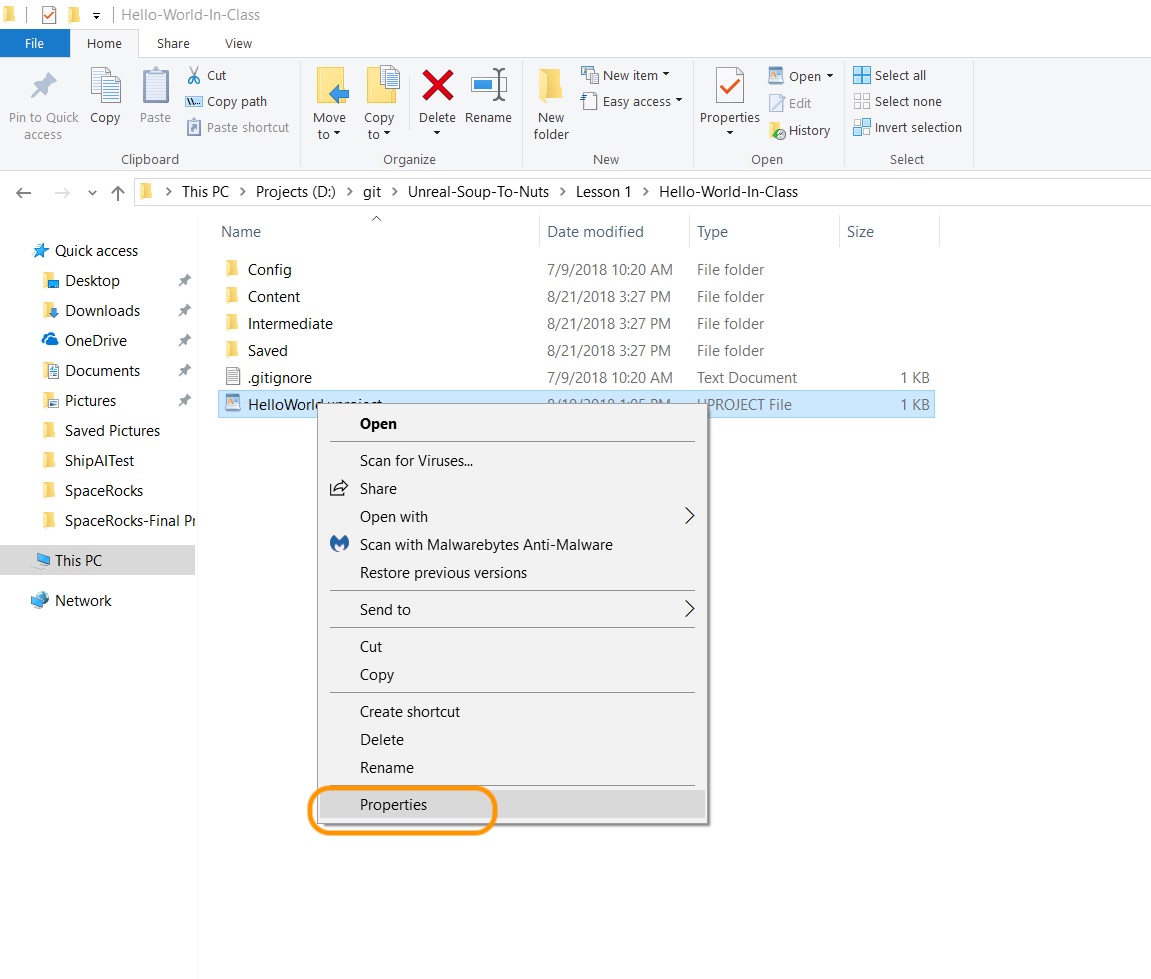 Hello-World-In-Class
File Home Share View
Pin to Quick access
Copy
Paste
Cut
Copy path
Paste shortcut
Clipboard
Move to
Copy to
Delete
Rename
Organize
New folder
New item
Easy access
New
Properties
Open
Edit
History
Open
Select all
Select none
Invert selection
Select
This PC Projects (D:) git Unreal-Soup-To-Nuts Lesson 1 Hello-World-In-Class
Quick access
Desktop
Downloads
OneDrive
Documents
Pictures
Saved Pictures
ShipAITest
SpaceRocks
SpaceRocks-Final Pr
This PC
Network
Name Date modified Type Size
Config 7/9/2018 10:20 AM File folder
Content 8/21/2018 3:27 PM File folder
Intermediate 8/21/2018 3:27 PM File folder
Saved 8/21/2018 3:27 PM File folder
.gitignore 7/9/2018 10:20 AM Text Document 1 KB
HelloWorld.uproject UPROJECT File 1 KB
Open
Scan for Viruses...
Share
Open with
Scan with Malwarebytes Anti-Malware
Restore previous versions
Send to
Cut
Copy
Create shortcut
Delete
Rename
Properties